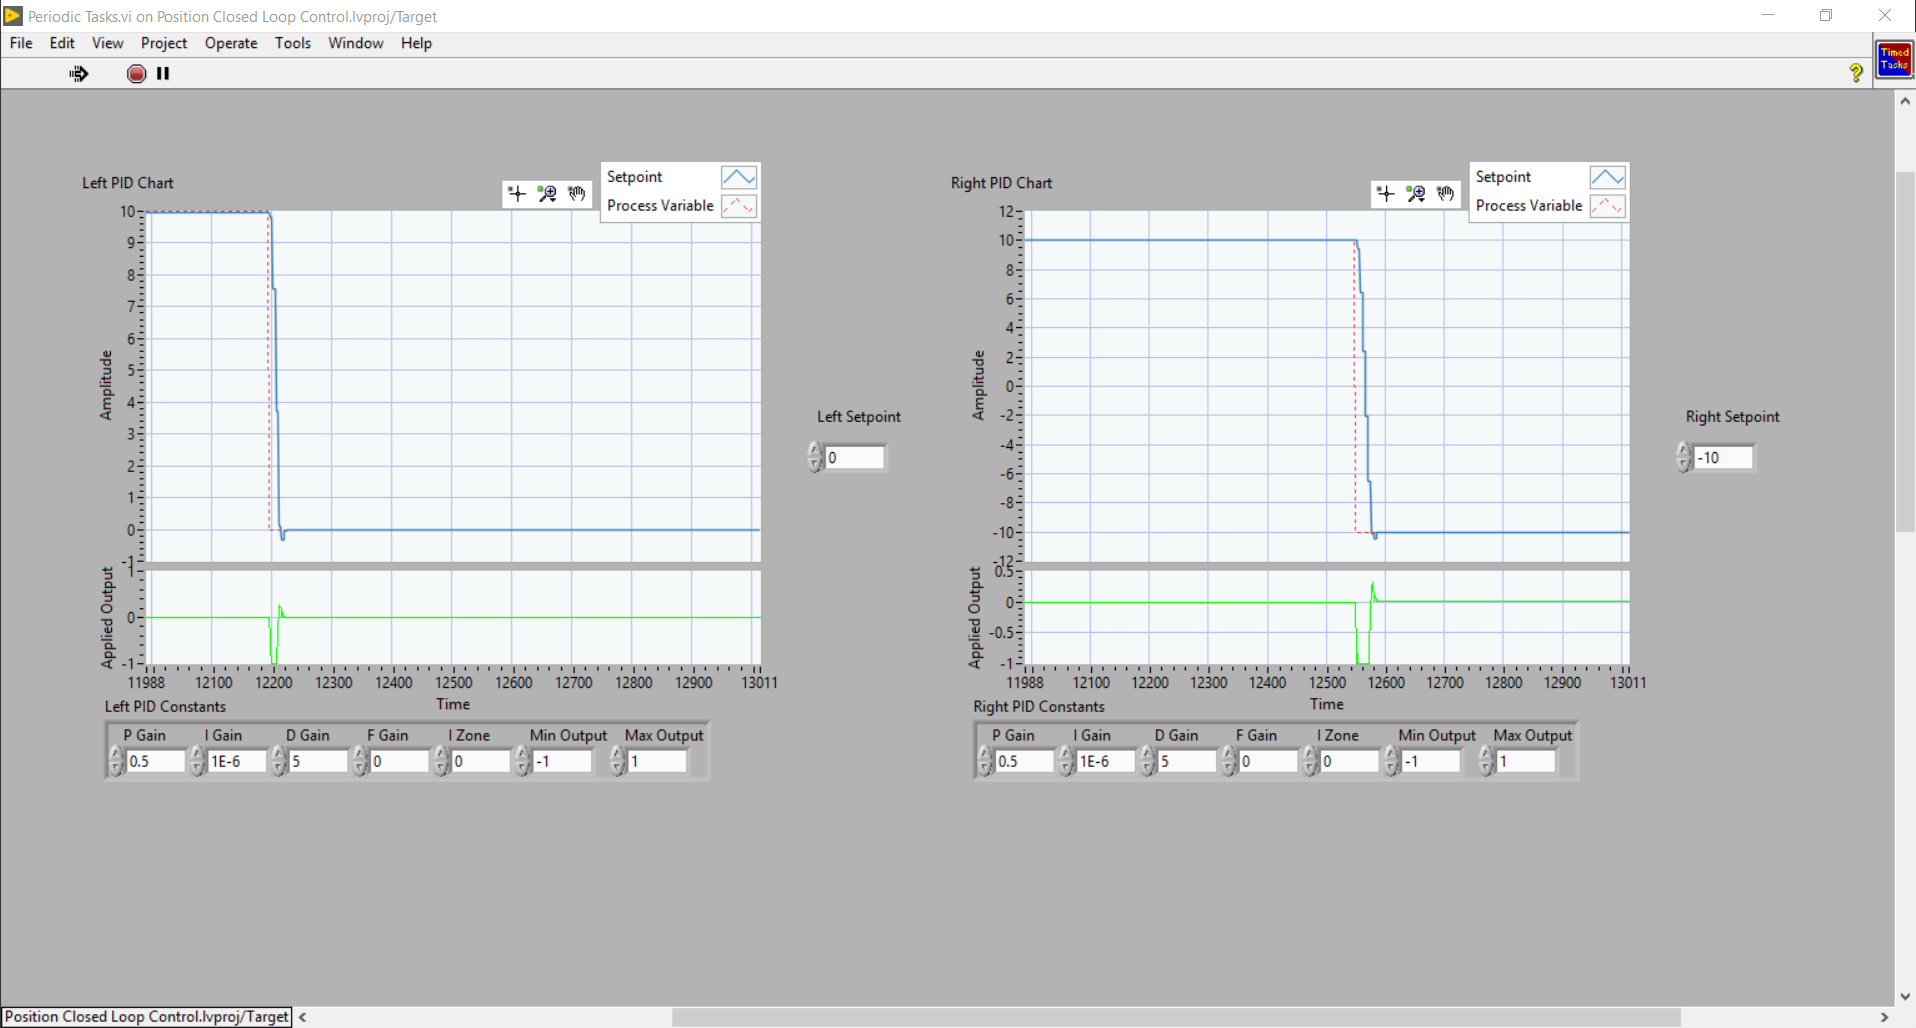 Periodic Tasks.vi on Position Closed Loop Control.lvproj/Target
File Edit View Project Operate Tools Window Help
Timed
Tasks
Left PID Chart
Setpoint
Process Variable
10
9
8
7
6
5
4
3
2
1
0
-1
Amplitude
1
0
-1
Applied Output
11988 12100 12200 12300 12400 12500 12600 12700 12800 12900 13011
Time
Left Setpoint
0
Left PID Constants
P Gain I Gain D Gain F Gain I Zone Min Output Max Output
0.5 1E-6 5 0 0 -1 1
Right PID Chart
Setpoint
Process Variable
12
10
8
6
4
2
0
-2
-4
-6
-8
-10
-12
Amplitude
0.5
0
-0.5
-1
Applied Output
11988 12100 12200 12300 12400 12500 12600 12700 12800 12900 13011
Time
Right Setpoint
-10
Right PID Constants
P Gain I Gain D Gain F Gain I Zone Min Output Max Output
0.5 1E-6 5 0 0 -1 1
Position Closed Loop Control.lvproj/Target